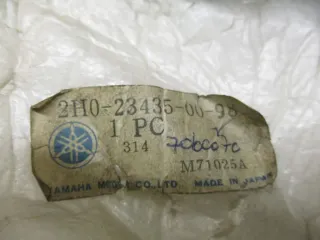 2H0-23435-00-98
1 PC
314
M71025A
YAMAHA MOTOR CO., LTD. MADE IN JAPAN